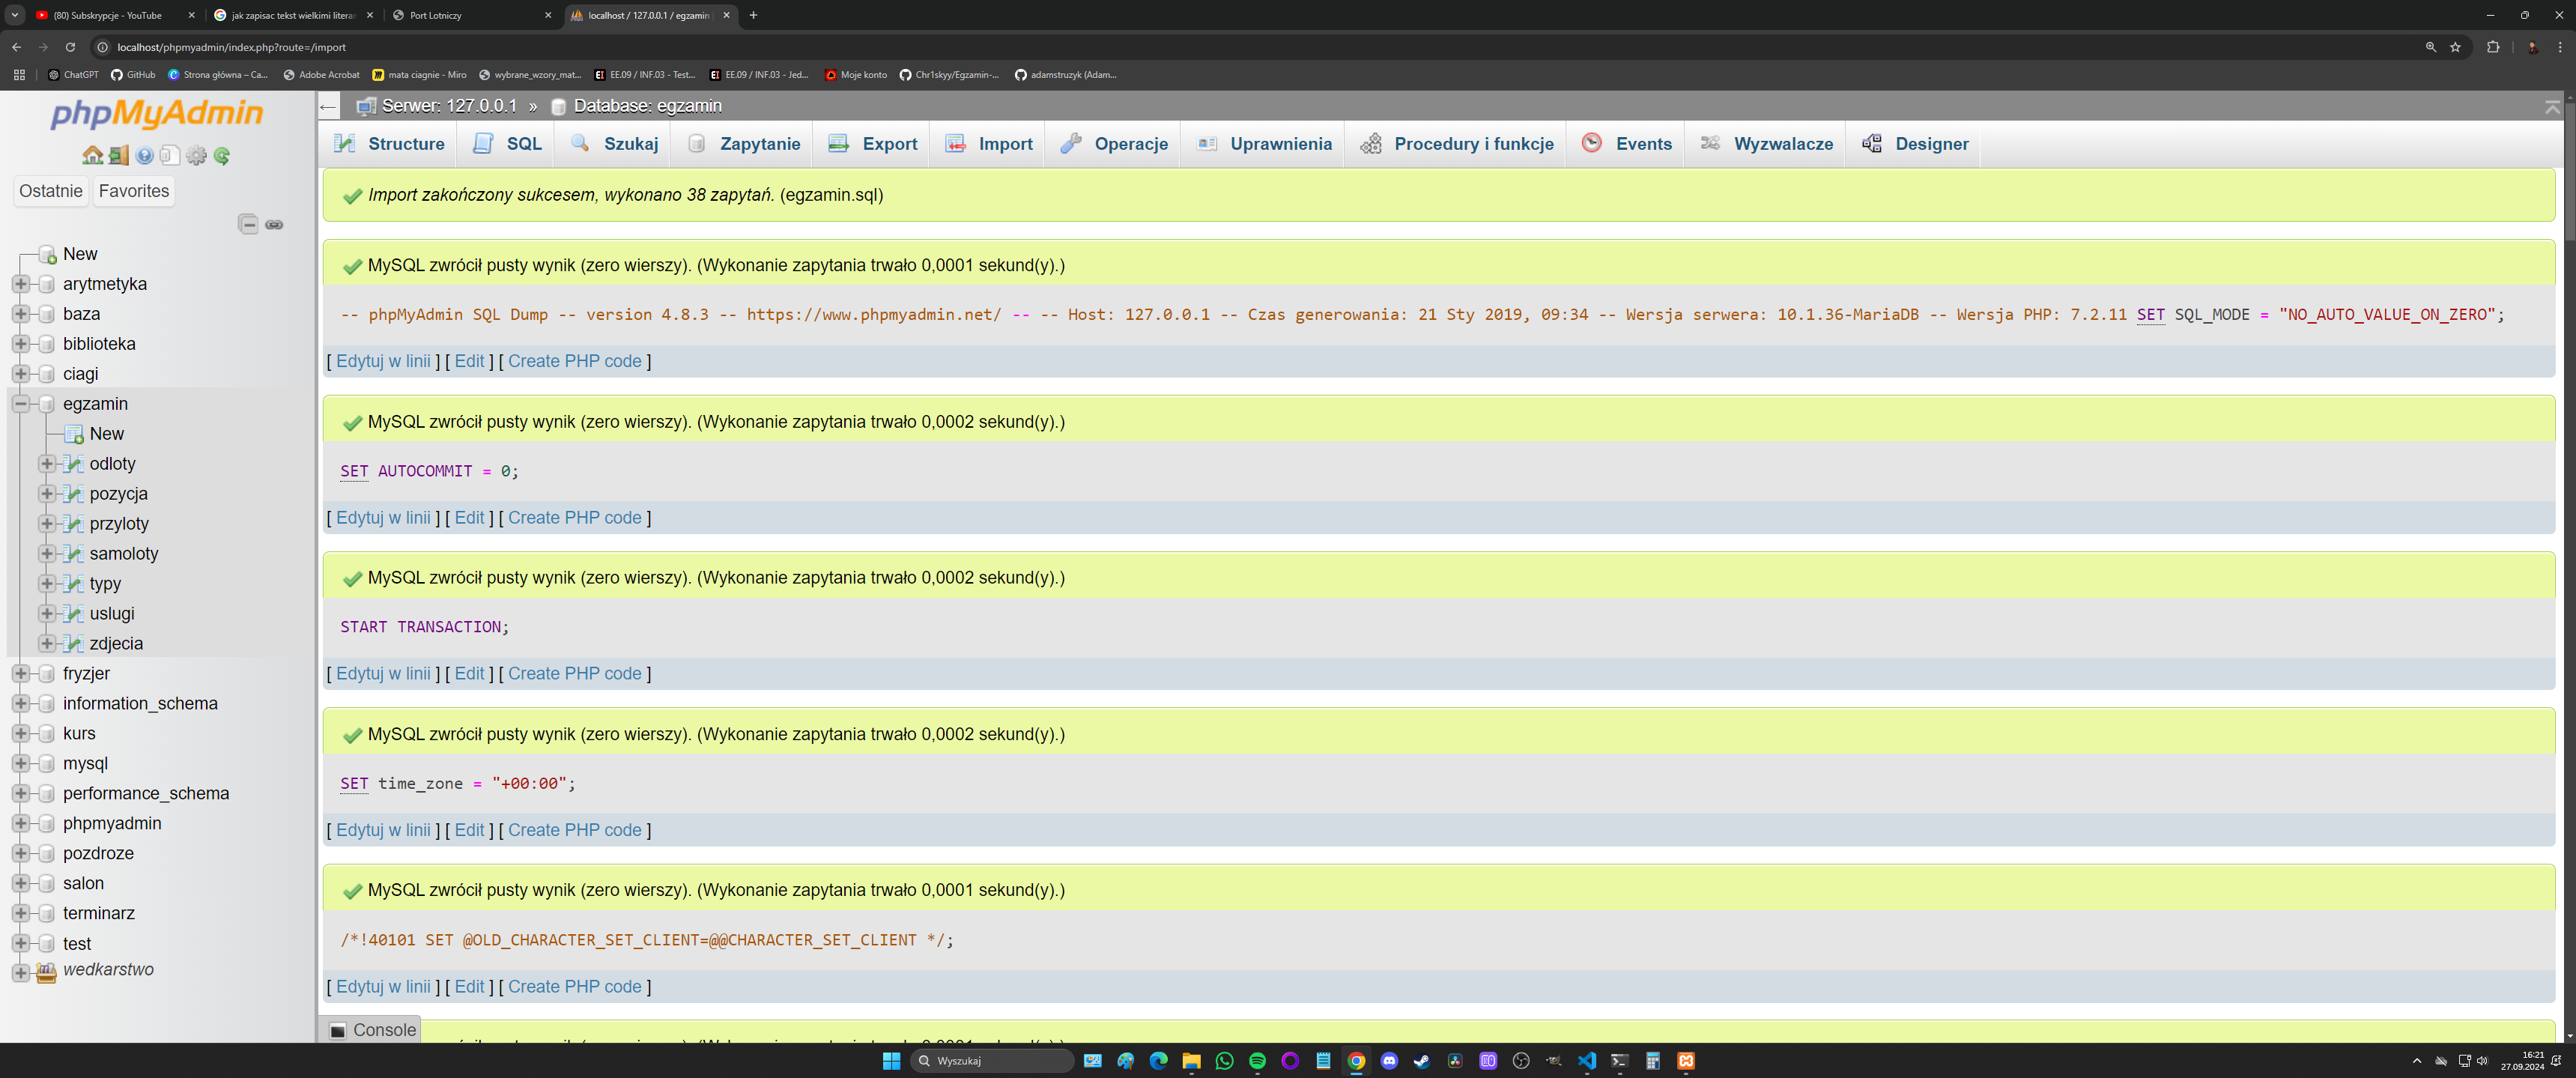 (80) Subskrypcje - YouTube
jak zapisac tekst wielkimi literan
Port Lotniczy
localhost / 127.0.0.1 / egzamin
localhost/phpmyadmin/index.php?route=/import
ChatGPT
GitHub
Strona główna – Ca...
Adobe Acrobat
mata ciagnie - Miro
wybrane_wzory_mat...
EE.09 / INF.03 - Test...
EE.09 / INF.03 - Jed...
Moje konto
Chr1skyy/Egzamin-...
adamstruzyk (Adam...
phpMyAdmin
Ostatnie
Favorites
New
arytmetyka
baza
biblioteka
ciagi
egzamin
New
odloty
pozycja
przyloty
samoloty
typy
uslugi
zdjecia
fryzjer
information_schema
kurs
mysql
performance_schema
phpmyadmin
pozdroze
salon
terminarz
test
wedkarstwo
Serwer: 127.0.0.1 » Database: egzamin
Structure
SQL
Szukaj
Zapytanie
Export
Import
Operacje
Uprawnienia
Procedury i funkcje
Events
Wyzwalacze
Designer
Import zakończony sukcesem, wykonano 38 zapytań. (egzamin.sql)
MySQL zwrócił pusty wynik (zero wierszy). (Wykonanie zapytania trwało 0,0001 sekund(y).)
-- phpMyAdmin SQL Dump -- version 4.8.3 -- https://www.phpmyadmin.net/ -- -- Host: 127.0.0.1 -- Czas generowania: 21 Sty 2019, 09:34 -- Wersja serwera: 10.1.36-MariaDB -- Wersja PHP: 7.2.11 SET SQL_MODE = "NO_AUTO_VALUE_ON_ZERO";
[ Edytuj w linii ] [ Edit ] [ Create PHP code ]
MySQL zwrócił pusty wynik (zero wierszy). (Wykonanie zapytania trwało 0,0002 sekund(y).)
SET AUTOCOMMIT = 0;
[ Edytuj w linii ] [ Edit ] [ Create PHP code ]
MySQL zwrócił pusty wynik (zero wierszy). (Wykonanie zapytania trwało 0,0002 sekund(y).)
START TRANSACTION;
[ Edytuj w linii ] [ Edit ] [ Create PHP code ]
MySQL zwrócił pusty wynik (zero wierszy). (Wykonanie zapytania trwało 0,0002 sekund(y).)
SET time_zone = "+00:00";
[ Edytuj w linii ] [ Edit ] [ Create PHP code ]
MySQL zwrócił pusty wynik (zero wierszy). (Wykonanie zapytania trwało 0,0001 sekund(y).)
/*!40101 SET @OLD_CHARACTER_SET_CLIENT=@@CHARACTER_SET_CLIENT */;
[ Edytuj w linii ] [ Edit ] [ Create PHP code ]
Console
Wyszukaj
16:21
27.09.2024